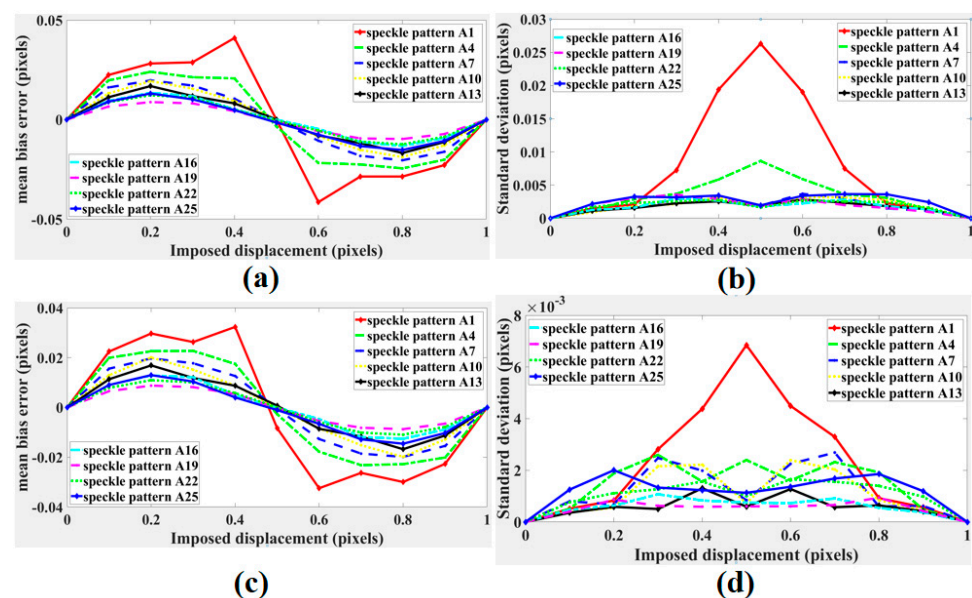 0.05
mean bias error (pixels)
0
-0.05
speckle pattern A1
speckle pattern A4
speckle pattern A7
speckle pattern A10
speckle pattern A13
speckle pattern A16
speckle pattern A19
speckle pattern A22
speckle pattern A25
0 0.2 0.4 0.6 0.8 1
Imposed displacement (pixels)
(a)
0.03
0.025
0.02
0.015
0.01
0.005
0
Standard deviation (pixels)
speckle pattern A16
speckle pattern A19
speckle pattern A22
speckle pattern A25
speckle pattern A1
speckle pattern A4
speckle pattern A7
speckle pattern A10
speckle pattern A13
0 0.2 0.4 0.6 0.8 1
Imposed displacement (pixels)
(b)
0.04
0.02
0
-0.02
-0.04
mean bias error (pixels)
speckle pattern A1
speckle pattern A4
speckle pattern A7
speckle pattern A10
speckle pattern A13
speckle pattern A16
speckle pattern A19
speckle pattern A22
speckle pattern A25
0 0.2 0.4 0.6 0.8 1
Imposed displacement (pixels)
(c)
8 × 10-3
6
4
2
0
Standard deviation (pixels)
speckle pattern A16
speckle pattern A19
speckle pattern A22
speckle pattern A25
speckle pattern A1
speckle pattern A4
speckle pattern A7
speckle pattern A10
speckle pattern A13
0 0.2 0.4 0.6 0.8 1
Imposed displacement (pixels)
(d)